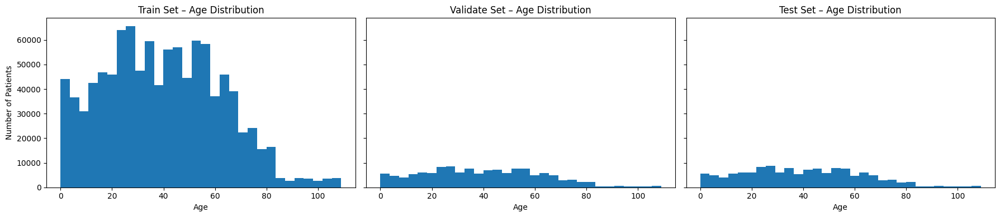 Train Set – Age Distribution
Validate Set – Age Distribution
Test Set – Age Distribution
Number of Patients
60000
50000
40000
30000
20000
10000
0
0 20 40 60 80 100
0 20 40 60 80 100
0 20 40 60 80 100
Age
Age
Age